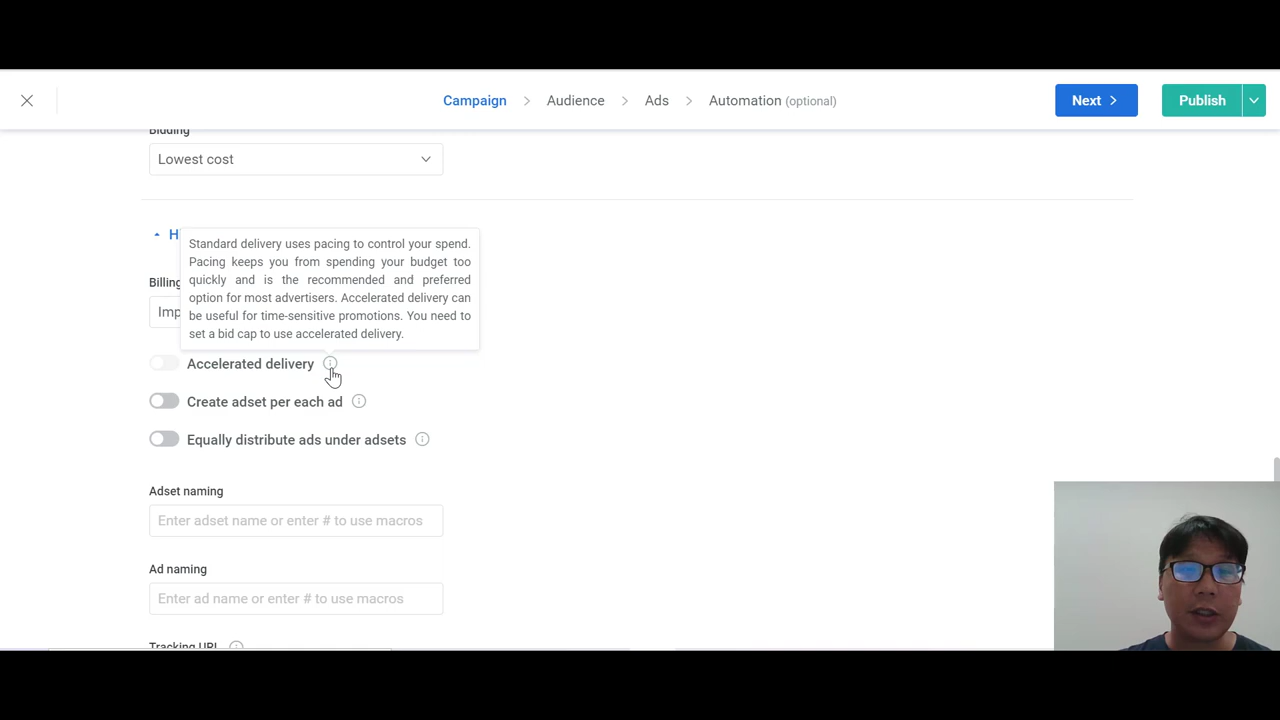 Campaign
Audience
Ads
Automation (optional)
Next
Publish
Bidding
Lowest cost
H
Standard delivery uses pacing to control your spend.
Pacing keeps you from spending your budget too
quickly and is the recommended and preferred
option for most advertisers. Accelerated delivery can
be useful for time-sensitive promotions. You need to
set a bid cap to use accelerated delivery.
Billing
Imp
Accelerated delivery
Create adset per each ad
Equally distribute ads under adsets
Adset naming
Enter adset name or enter # to use macros
Ad naming
Enter ad name or enter # to use macros
Tracking URL